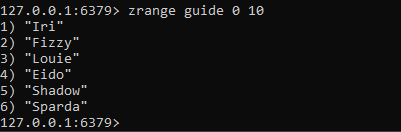 127.0.0.1:6379> zrange guide 0 10
1) "Iri"
2) "Fizzy"
3) "Louie"
4) "Eido"
5) "Shadow"
6) "Sparda"
127.0.0.1:6379>